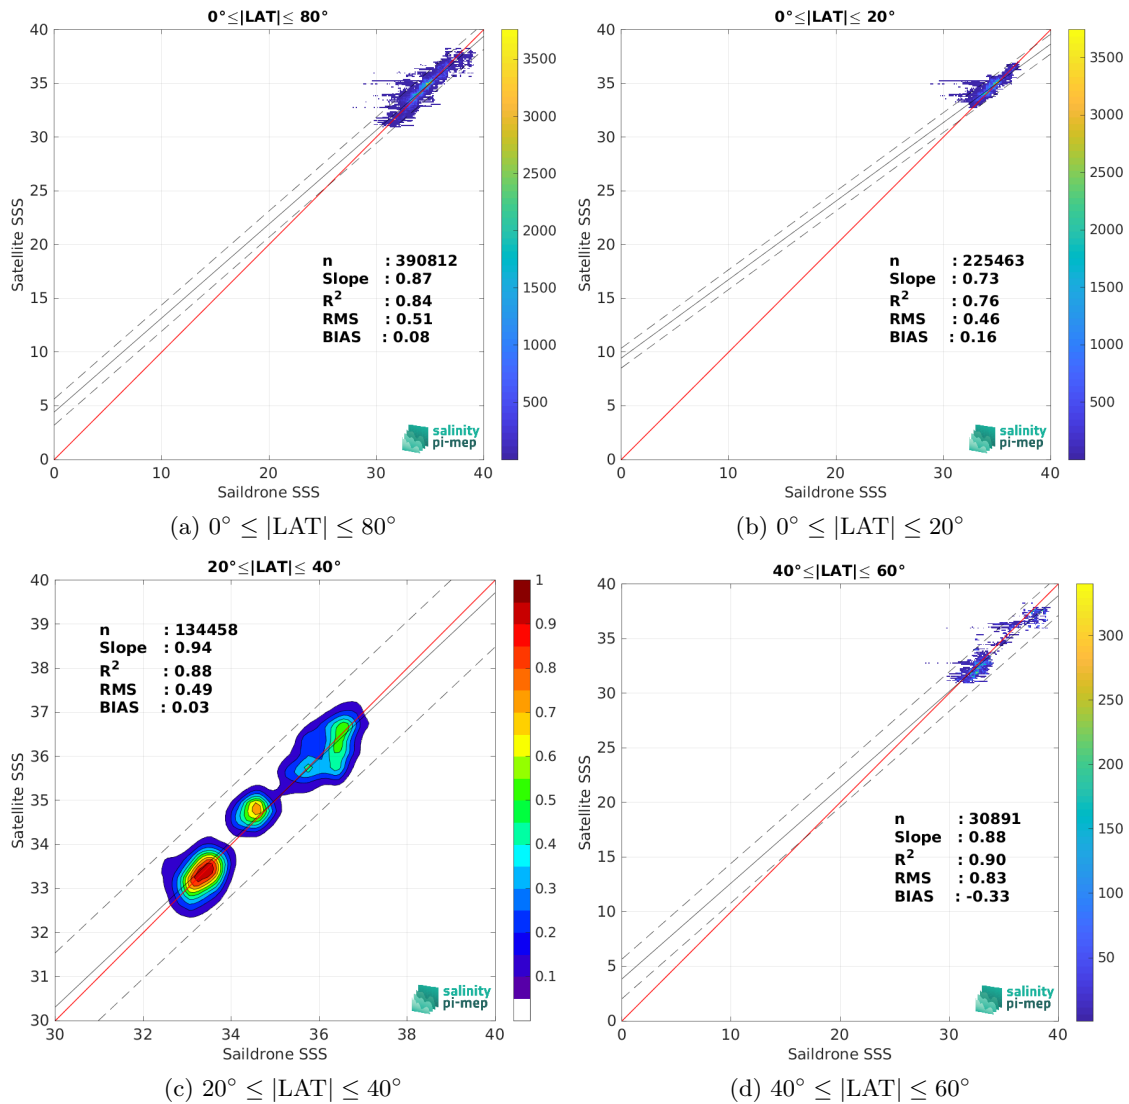 0°≤|LAT|≤ 80°
40
35
30
25
20
15
10
5
0
Satellite SSS
n : 390812
Slope : 0.87
R² : 0.84
RMS : 0.51
BIAS : 0.08
salinity
pi-mep
0 10 20 30 40
Saildrone SSS
3500
3000
2500
2000
1500
1000
500
(a) 0° ≤ |LAT| ≤ 80°
0°≤|LAT|≤ 20°
40
35
30
25
20
15
10
5
0
Satellite SSS
n : 225463
Slope : 0.73
R² : 0.76
RMS : 0.46
BIAS : 0.16
salinity
pi-mep
0 10 20 30 40
Saildrone SSS
3500
3000
2500
2000
1500
1000
500
(b) 0° ≤ |LAT| ≤ 20°
20°≤|LAT|≤ 40°
40
39
38
37
36
35
34
33
32
31
30
Satellite SSS
n : 134458
Slope : 0.94
R² : 0.88
RMS : 0.49
BIAS : 0.03
salinity
pi-mep
30 32 34 36 38 40
Saildrone SSS
1
0.9
0.8
0.7
0.6
0.5
0.4
0.3
0.2
0.1
(c) 20° ≤ |LAT| ≤ 40°
40°≤|LAT|≤ 60°
40
35
30
25
20
15
10
5
0
Satellite SSS
n : 30891
Slope : 0.88
R² : 0.90
RMS : 0.83
BIAS : -0.33
salinity
pi-mep
0 10 20 30 40
Saildrone SSS
300
250
200
150
100
50
(d) 40° ≤ |LAT| ≤ 60°